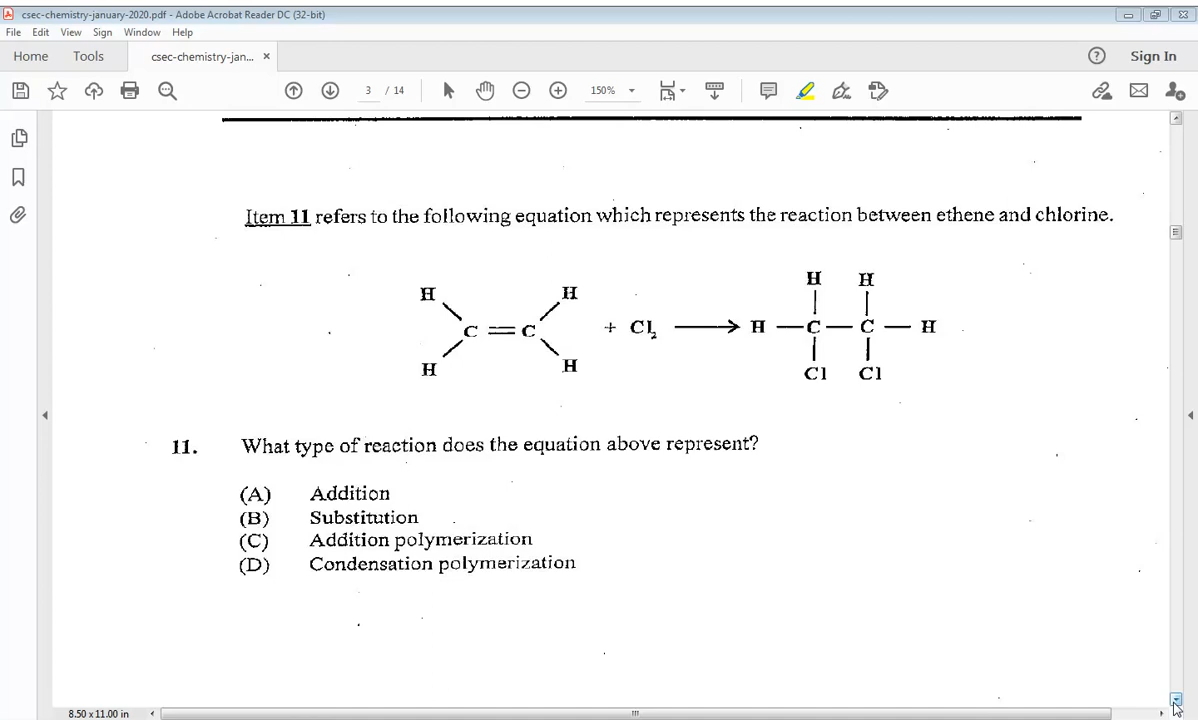 csec-chemistry-january-2020.pdf - Adobe Acrobat Reader DC (32-bit)
File Edit View Sign Window Help
Home Tools csec-chemistry-jan... × ? Sign In
3 / 14 150%
Item 11 refers to the following equation which represents the reaction between ethene and chlorine.
H H H H
C = C + Cl2 → H — C — C — H
H H Cl Cl
11. What type of reaction does the equation above represent?
(A) Addition
(B) Substitution
(C) Addition polymerization
(D) Condensation polymerization
8.50 x 11.00 in